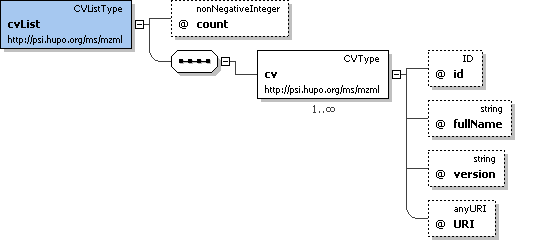 CVListType
cvList
http://psi.hupo.org/ms/mzml
nonNegativeInteger
@ count
CVType
cv
http://psi.hupo.org/ms/mzml
1..∞
ID
@ id
string
@ fullName
string
@ version
anyURI
@ URI